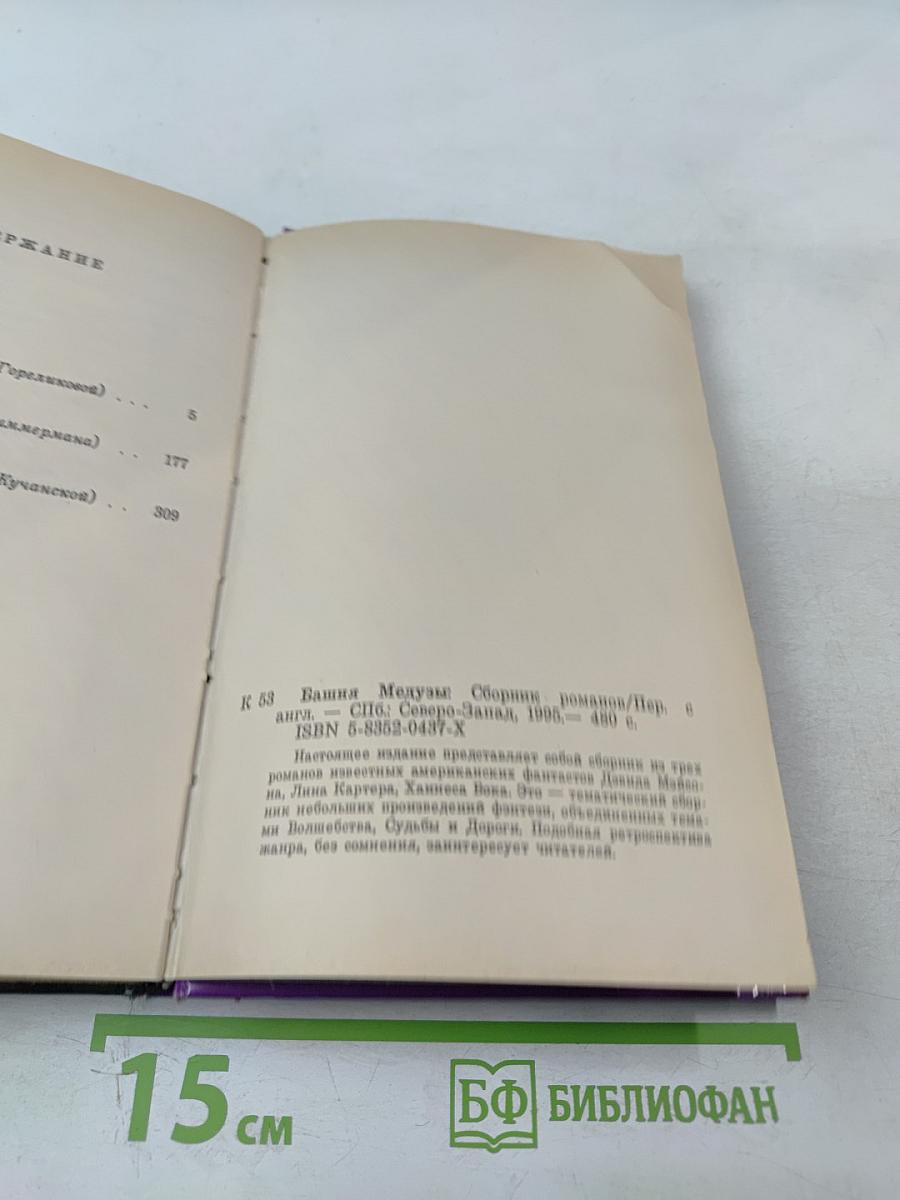 ЕРЖАНИЕ
Гореликовой) . . . 5
аммермана) . . 177
Кучанской) . . 309
К 53 Башня Медузы: Сборник романов/Пер. с
англ. — СПб.: Северо-Запад, 1995.— 480 с.
ISBN 5-8352-0437-X
Настоящее издание представляет собой сборник из трех
романов известных американских фантастов Дэвида Мэйсо-
на, Лина Картера, Ханнеса Бока. Это — тематический сбор-
ник небольших произведений фэнтези, объединенных тема-
ми Волшебства, Судьбы и Дороги. Подобная ретроспектива
жанра, без сомнения, заинтересует читателей.
15 см
БФ БИБЛИОФАН